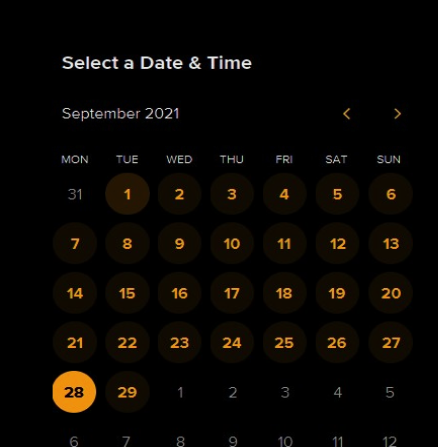 Select a Date & Time
September 2021
MON TUE WED THU FRI SAT SUN
31 1 2 3 4 5 6
7 8 9 10 11 12 13
14 15 16 17 18 19 20
21 22 23 24 25 26 27
28 29 1 2 3 4 5
6 7 8 9 10 11 12